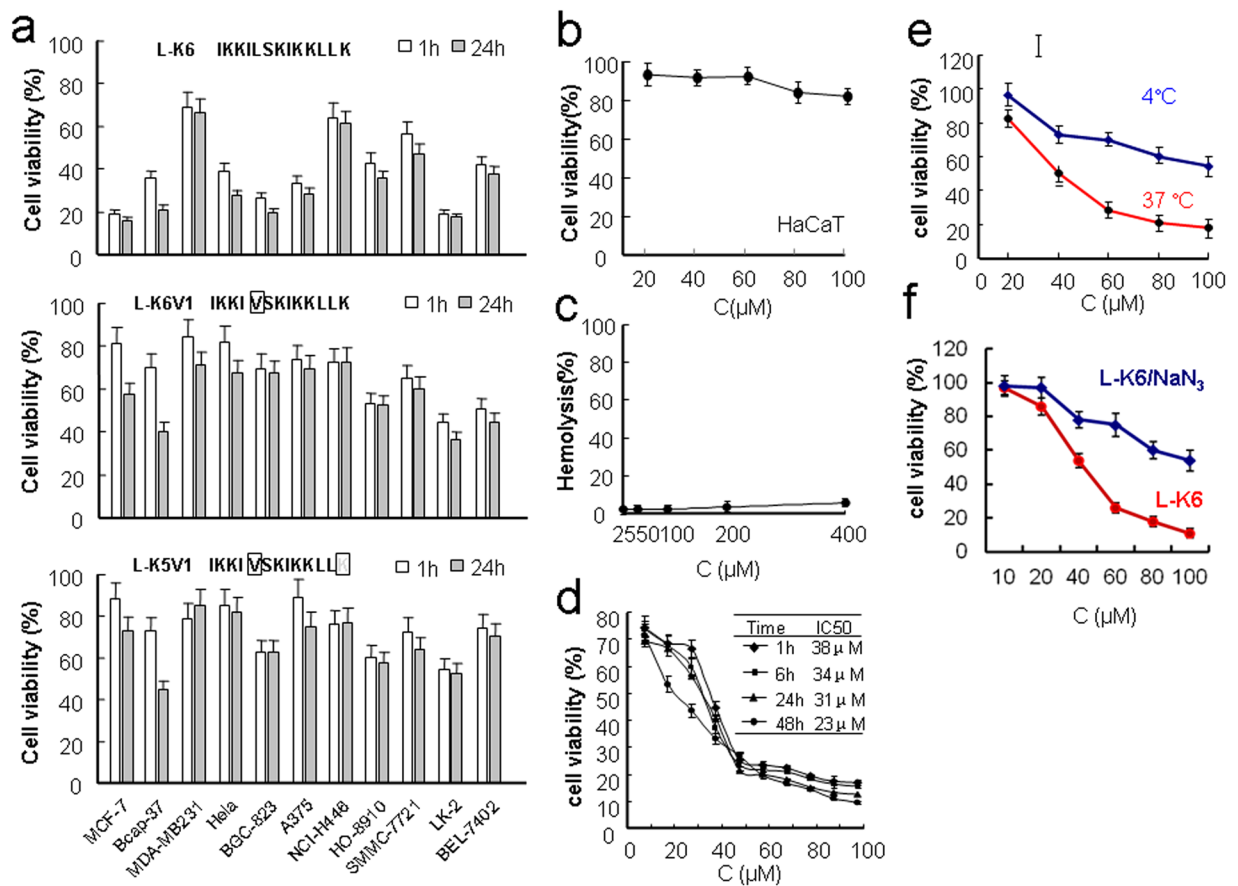 a
L-K6 IKKILSKIKKLLK
1h 24h
Cell viability (%)
100
80
60
40
20
0
L-K6V1 IKKIVSKIKKLLK
1h 24h
Cell viability (%)
100
80
60
40
20
0
L-K5V1 IKKIVSKIKKLLK
1h 24h
Cell viability (%)
100
80
60
40
20
0
MCF-7
Bcap-37
MDA-MB231
Hela
BGC-823
A375
NCI-H446
HO-8910
SMMC-7721
LK-2
BEL-7402
b
Cell viability(%)
100
80
60
40
20
0
HaCaT
20 40 60 80 100
C(μM)
c
Hemolysis(%)
100
80
60
40
20
0
2550100 200 400
C (μM)
d
cell viability (%)
80
70
60
50
40
30
20
10
0
Time IC50
1h 38μ M
6h 34μ M
24h 31μ M
48h 23μ M
0 20 40 60 80 100
C (μM)
e
cell viability (%)
120
100
80
60
40
20
0
4°C
37 °C
0 20 40 60 80 100
C (μM)
f
cell viability (%)
120
100
80
60
40
20
0
L-K6/NaN₃
L-K6
10 20 40 60 80 100
C (μM)